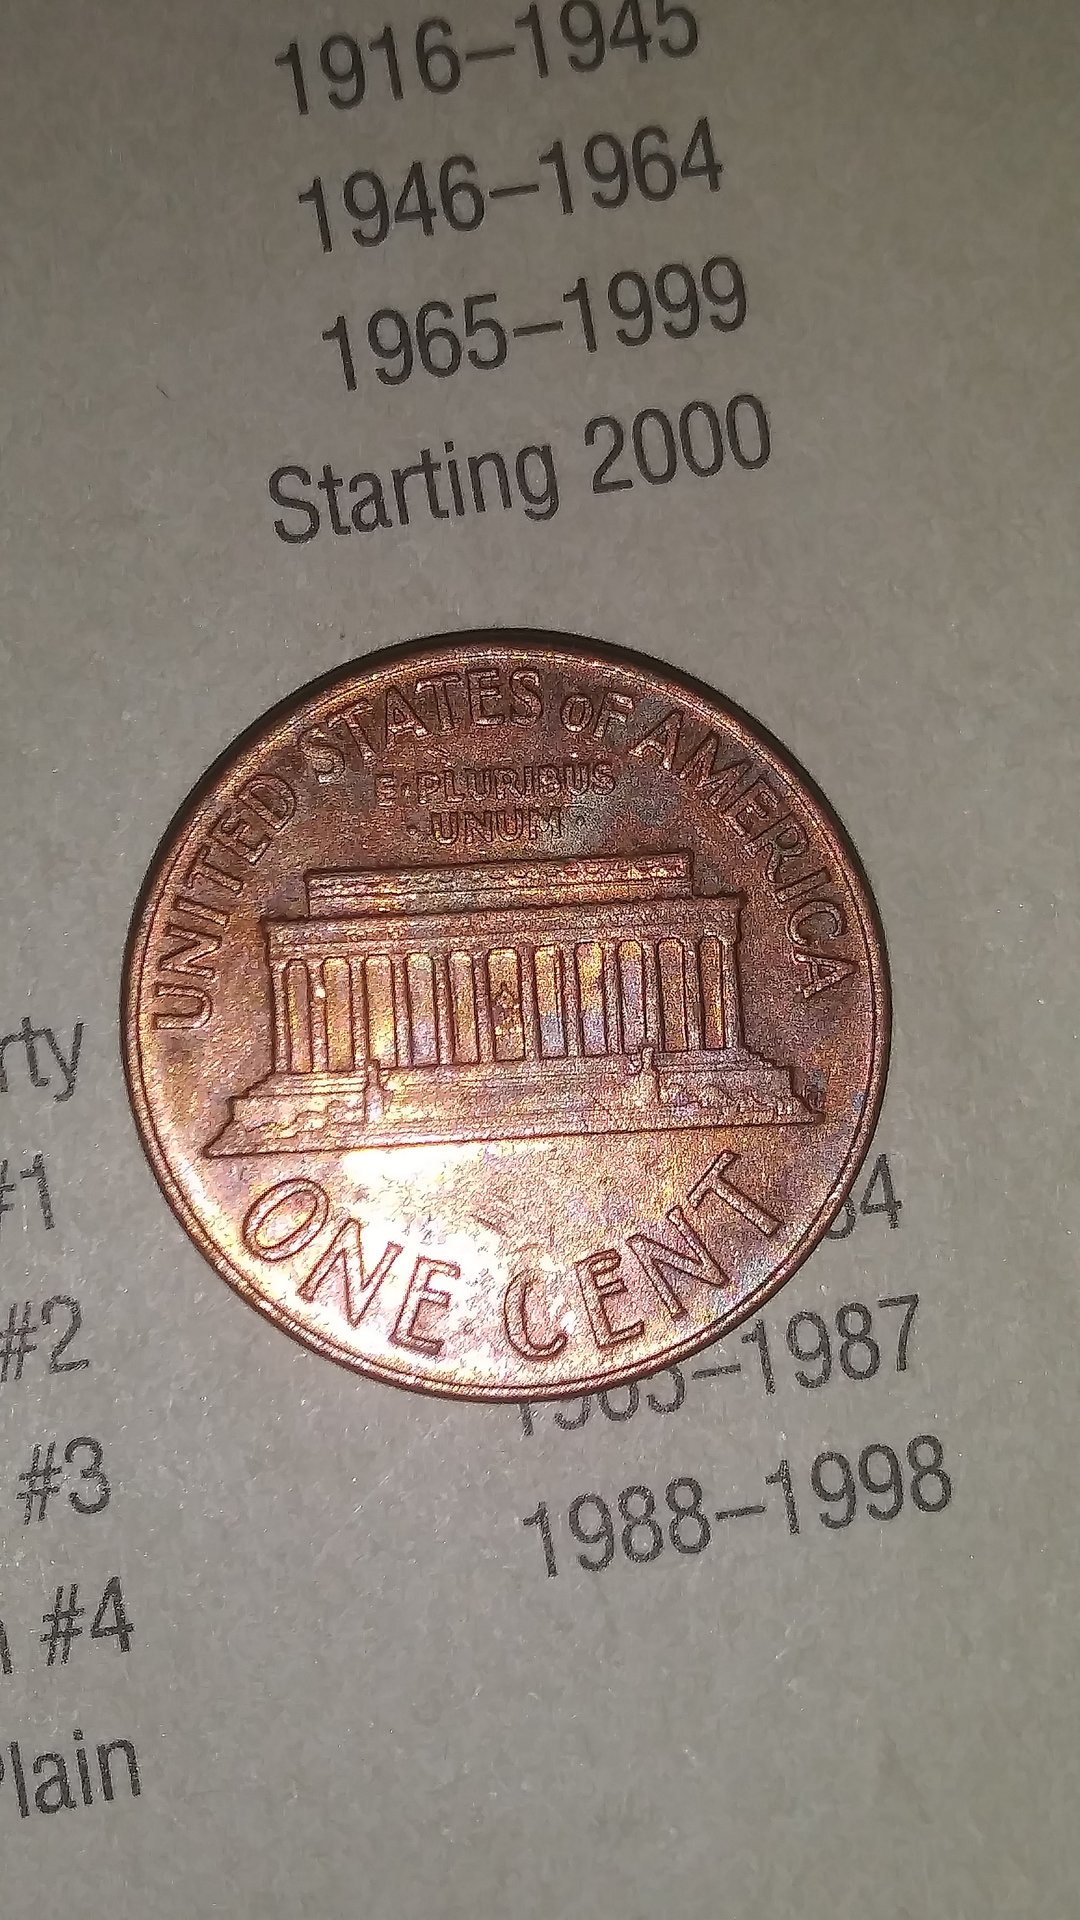 1916–1945
1946–1964
1965–1999
Starting 2000
UNITED STATES OF AMERICA
E·PLURIBUS
·UNUM·
ONE CENT
rty
#1
4
#2
–1987
#3
1988–1998
#4
Plain